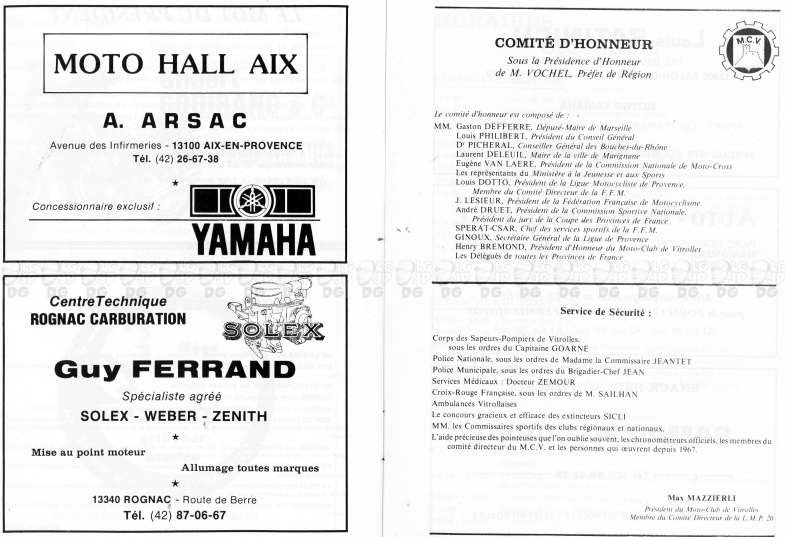 MOTO HALL AIX
A. ARSAC
Avenue des Infirmeries - 13100 AIX-EN-PROVENCE
Tél. (42) 26-67-38
Concessionnaire exclusif :
YAMAHA
Centre Technique
ROGNAC CARBURATION
SOLEX
Guy FERRAND
Spécialiste agréé
SOLEX - WEBER - ZENITH
Mise au point moteur
Allumage toutes marques
13340 ROGNAC - Route de Berre
Tél. (42) 87-06-67
COMITÉ D'HONNEUR
Sous la Présidence d'Honneur
de M. VOCHEL, Préfet de Région
M.C.V.
Le comité d'honneur est composé de :
MM. Gaston DEFFERRE, Député-Maire de Marseille
Louis PHILIBERT, Président du Conseil Général
Dr PICHERAL, Conseiller Général des Bouches-du-Rhône
Laurent DELEUIL, Maire de la ville de Marignane
Eugène VAN LAERE, Président de la Commission Nationale de Moto-Cross
Les représentants du Ministère à la Jeunesse et aux Sports
Louis DOTTO, Président de la Ligue Motocycliste de Provence,
Membre du Comité Directeur de la F.F.M.
J. LESIEUR, Président de la Fédération Française de Motocyclisme
André DRUET, Président de la Commission Sportive Nationale,
Président du jury de la Coupe des Provinces de France
SPERAT-CSAR, Chef des services sportifs de la F.F.M.
GINOUX, Secrétaire Général de la Ligue de Provence
Henry BREMOND, Président d'Honneur du Moto-Club de Vitrolles
Les Délégués de toutes les Provinces de France
DG DG DG DG DG DG DG DG DG DG DG DG DG DG DG
Service de Sécurité :
Corps des Sapeurs-Pompiers de Vitrolles,
sous les ordres du Capitaine GOARNE
Police Nationale, sous les ordres de Madame la Commissaire JEANTET
Police Municipale, sous les ordres du Brigadier-Chef JEAN
Services Médicaux : Docteur ZEMOUR
Croix-Rouge Française, sous les ordres de M. SAILHAN
Ambulances Vitrollaises
Le concours gracieux et efficace des extincteurs SICLI
MM. les Commissaires sportifs des clubs régionaux et nationaux.
L'aide précieuse des pointeuses que l'on oublie souvent, les chronométreurs officiels, les membres du
comité directeur du M.C.V. et les personnes qui œuvrent depuis 1967.
Max MAZZIERLI
Président du Moto-Club de Vitrolles
Membre du Comité Directeur de la L.M.P. 20